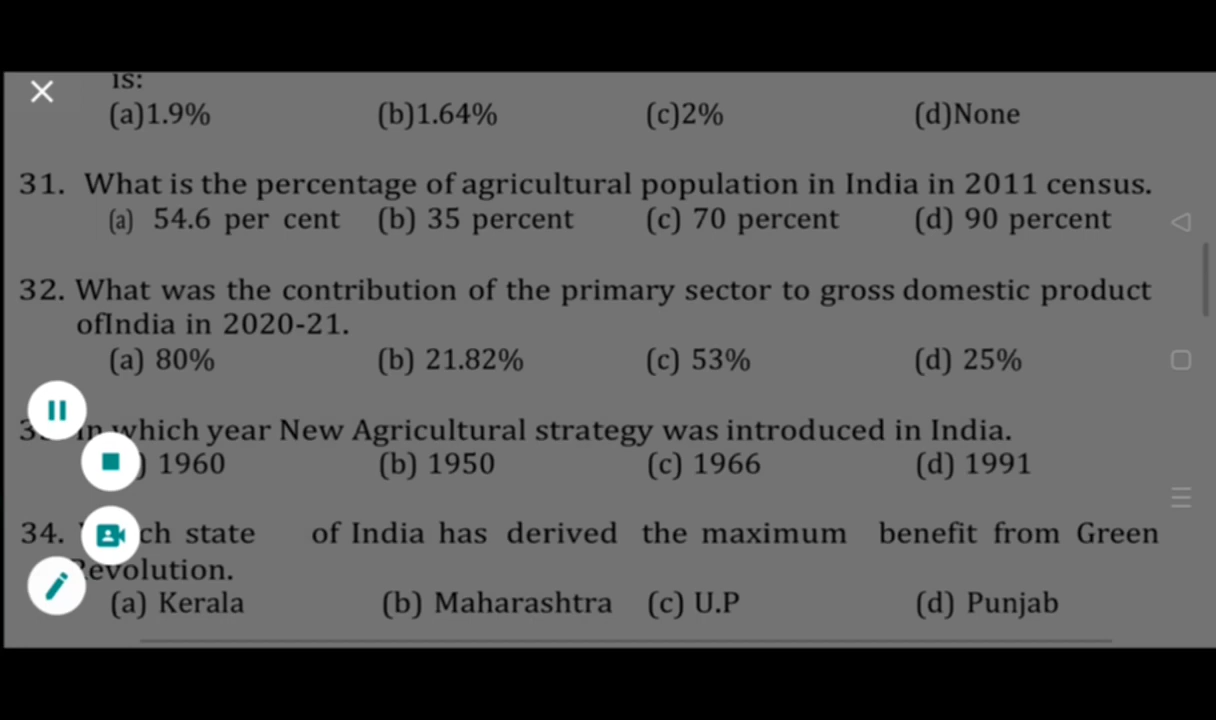 is:
(a)1.9% (b)1.64% (c)2% (d)None
31. What is the percentage of agricultural population in India in 2011 census.
(a) 54.6 per cent (b) 35 percent (c) 70 percent (d) 90 percent
32. What was the contribution of the primary sector to gross domestic product
ofIndia in 2020-21.
(a) 80% (b) 21.82% (c) 53% (d) 25%
which year New Agricultural strategy was introduced in India.
) 1960 (b) 1950 (c) 1966 (d) 1991
34. ch state of India has derived the maximum benefit from Green
evolution.
(a) Kerala (b) Maharashtra (c) U.P (d) Punjab